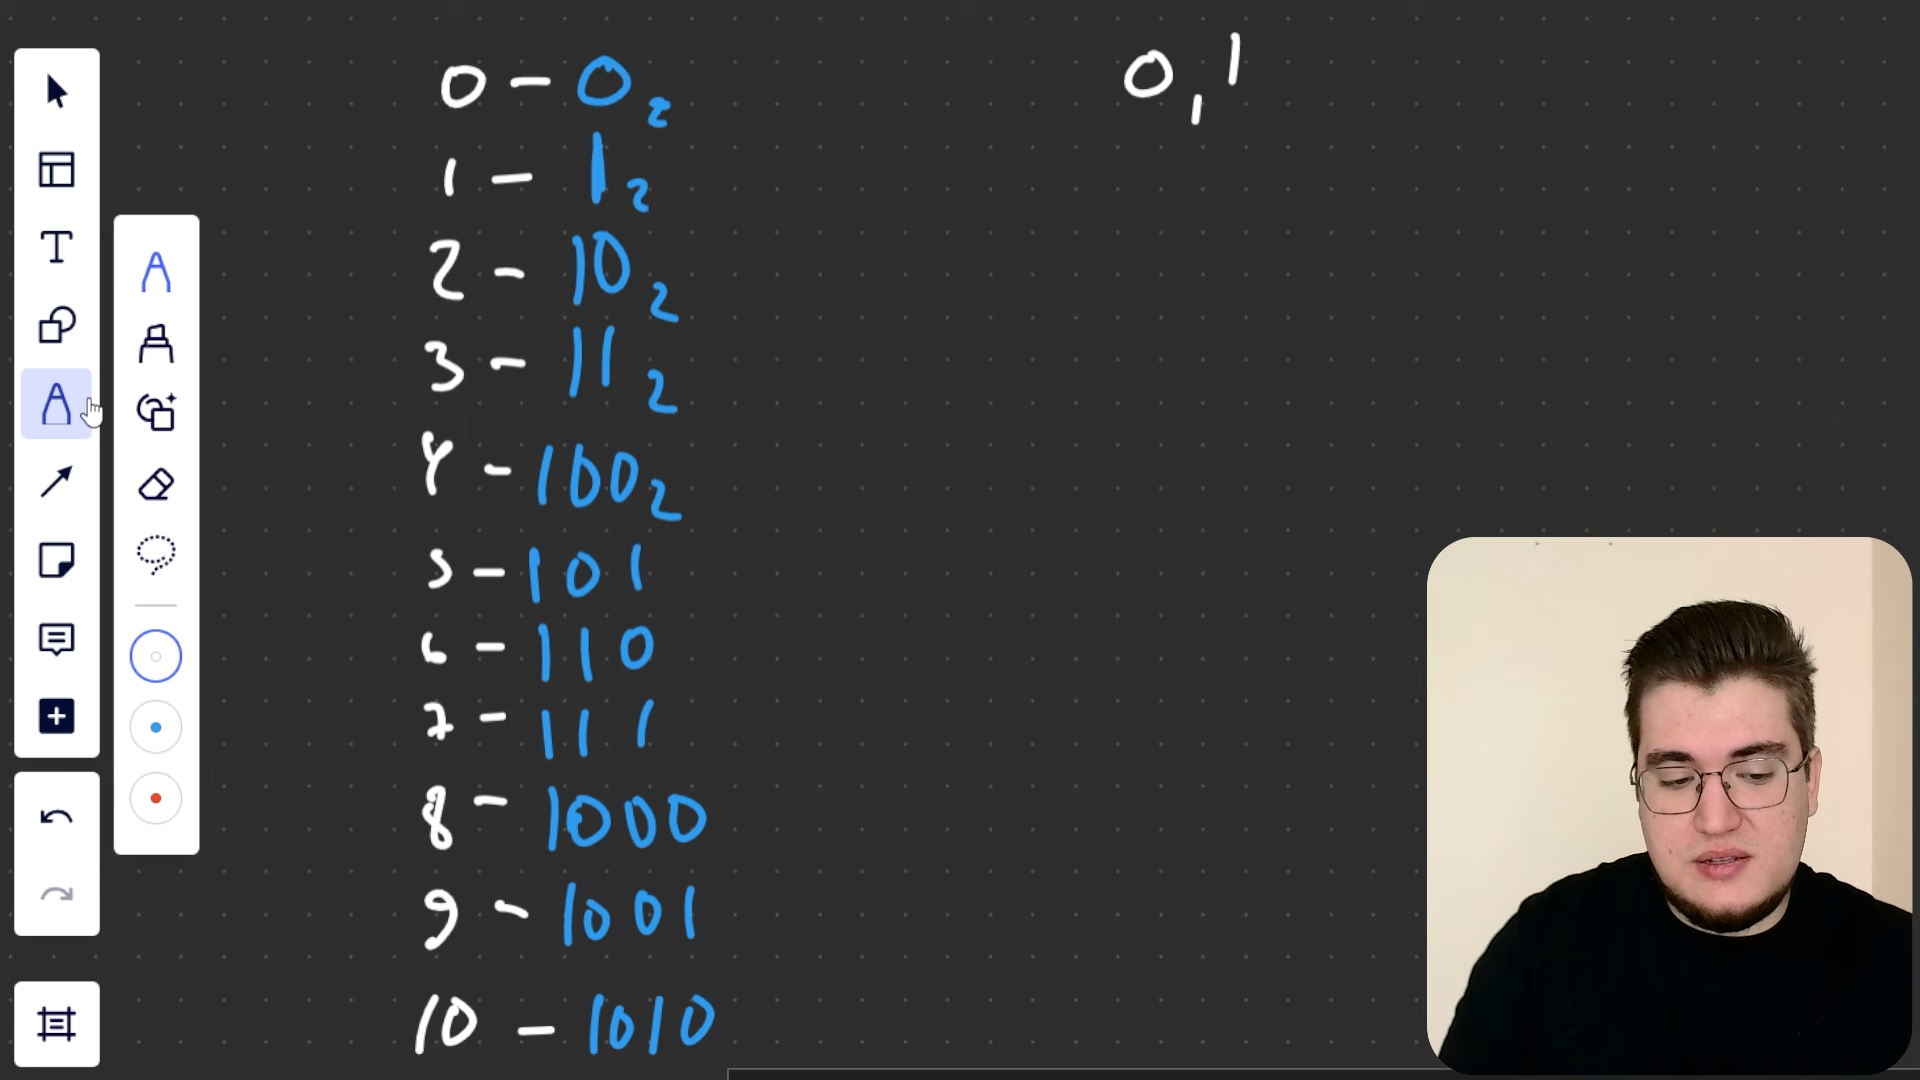 0 - 0₂
1 - 1₂
2 - 10₂
3 - 11₂
4 - 100₂
5 - 101
6 - 110
7 - 111
8 - 1000
9 - 1001
10 - 1010
0,1
T